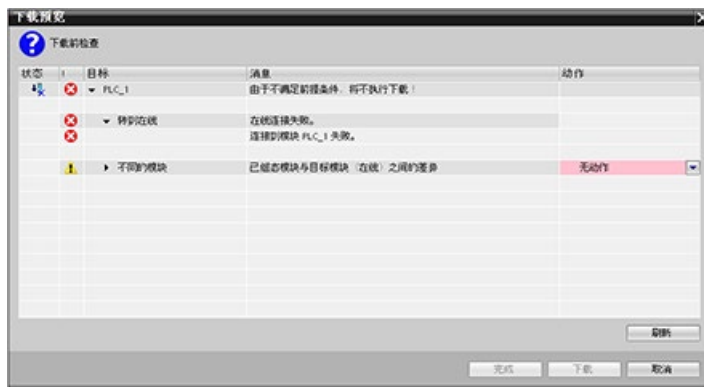 下载预览
?
下载前检查
状态 ! 目标 消息 动作
PLC_1 由于不满足前提条件, 将不执行下载!
转到在线 在线连接失败。
连接到模块 PLC_1 失败。
不同的模块 已组态模块与目标模块 (在线) 之间的差异 无动作
刷新
完成 下载 取消